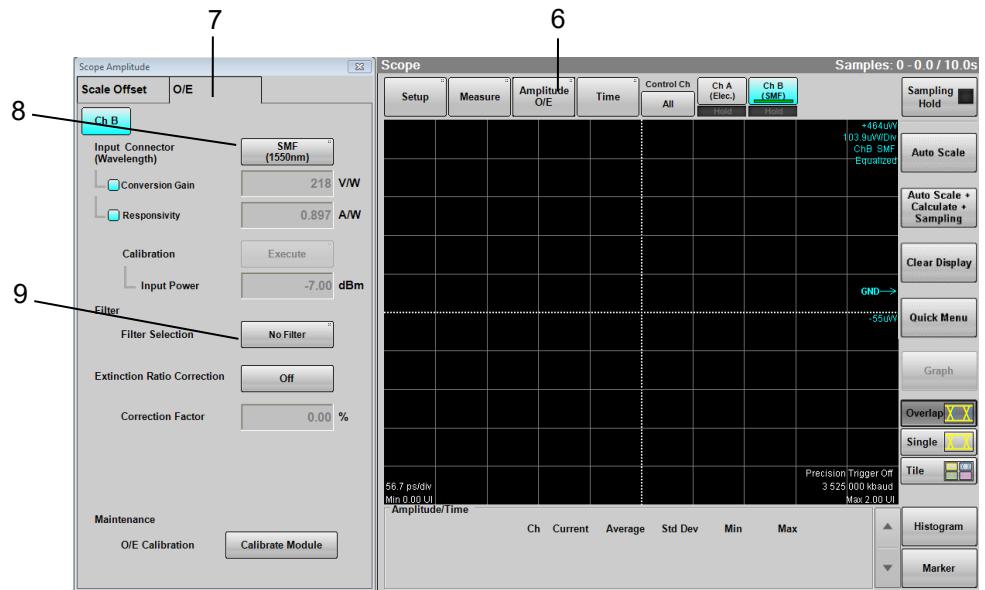 7
6
8
9
Scope Amplitude
Scale Offset
O/E
Ch B
Input Connector
(Wavelength)
SMF
(1550nm)
Conversion Gain
218
V/W
Responsivity
0.897
A/W
Calibration
Execute
Input Power
-7.00
dBm
Filter
Filter Selection
No Filter
Extinction Ratio Correction
Off
Correction Factor
0.00
%
Maintenance
O/E Calibration
Calibrate Module
Scope
Samples: 0 - 0.0 / 10.0s
Setup
Measure
Amplitude
O/E
Time
Control Ch
All
Ch A
(Elec.)
Hold
Ch B
(SMF)
Hold
Sampling
Hold
+464uW
103.9uW/Div
ChB SMF
Equalized
GND
-55uW
Precision Trigger Off
56.7 ps/div
3 525 000 kbaud
Min 0.00 UI
Max 2.00 UI
Auto Scale
Auto Scale +
Calculate +
Sampling
Clear Display
Quick Menu
Graph
Overlap
Single
Tile
Amplitude/Time
Ch Current Average Std Dev Min Max
Histogram
Marker